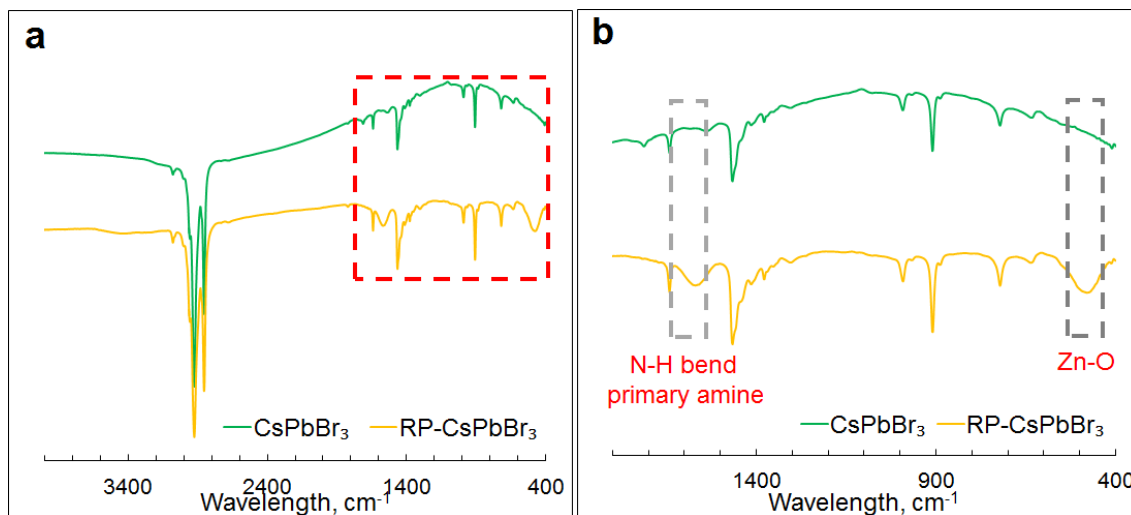 a
CsPbBr₃
RP-CsPbBr₃
3400 2400 1400 400
Wavelength, cm⁻¹
b
N-H bend
primary amine
Zn-O
CsPbBr₃
RP-CsPbBr₃
1400 900 400
Wavelength, cm⁻¹